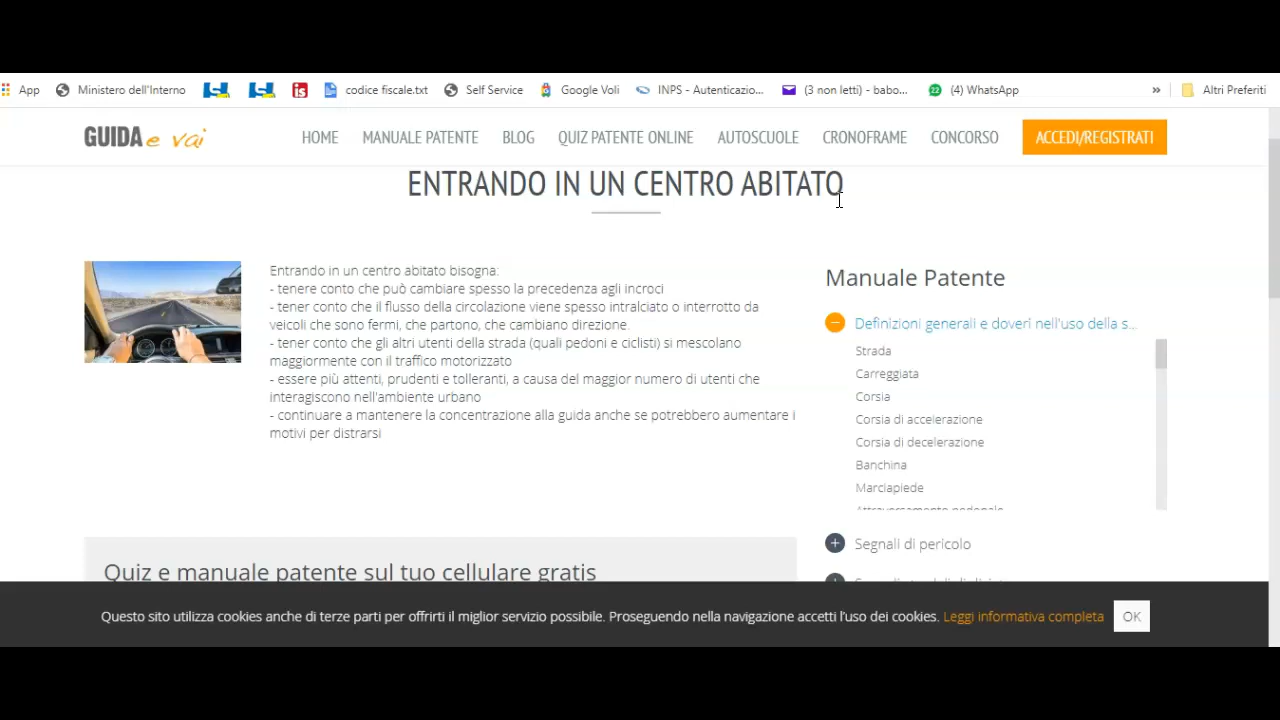 App Ministero dell'Interno codice fiscale.txt Self Service Google Voli INPS - Autenticazio... (3 non letti) - babo... (4) WhatsApp » Altri Preferiti
GUIDA e vai HOME MANUALE PATENTE BLOG QUIZ PATENTE ONLINE AUTOSCUOLE CRONOFRAME CONCORSO ACCEDI/REGISTRATI
ENTRANDO IN UN CENTRO ABITATO
Entrando in un centro abitato bisogna:
- tenere conto che può cambiare spesso la precedenza agli incroci
- tener conto che il flusso della circolazione viene spesso intralciato o interrotto da
veicoli che sono fermi, che partono, che cambiano direzione
- tener conto che gli altri utenti della strada (quali pedoni e ciclisti) si mescolano
maggiormente con il traffico motorizzato
- essere più attenti, prudenti e tolleranti, a causa del maggior numero di utenti che
interagiscono nell'ambiente urbano
- continuare a mantenere la concentrazione alla guida anche se potrebbero aumentare i
motivi per distrarsi
Manuale Patente
Definizioni generali e doveri nell'uso della s...
Strada
Carreggiata
Corsia
Corsia di accelerazione
Corsia di decelerazione
Banchina
Marciapiede
Attraversamento pedonale
Segnali di pericolo
Quiz e manuale patente sul tuo cellulare gratis
Questo sito utilizza cookies anche di terze parti per offrirti il miglior servizio possibile. Proseguendo nella navigazione accetti l'uso dei cookies. Leggi informativa completa OK